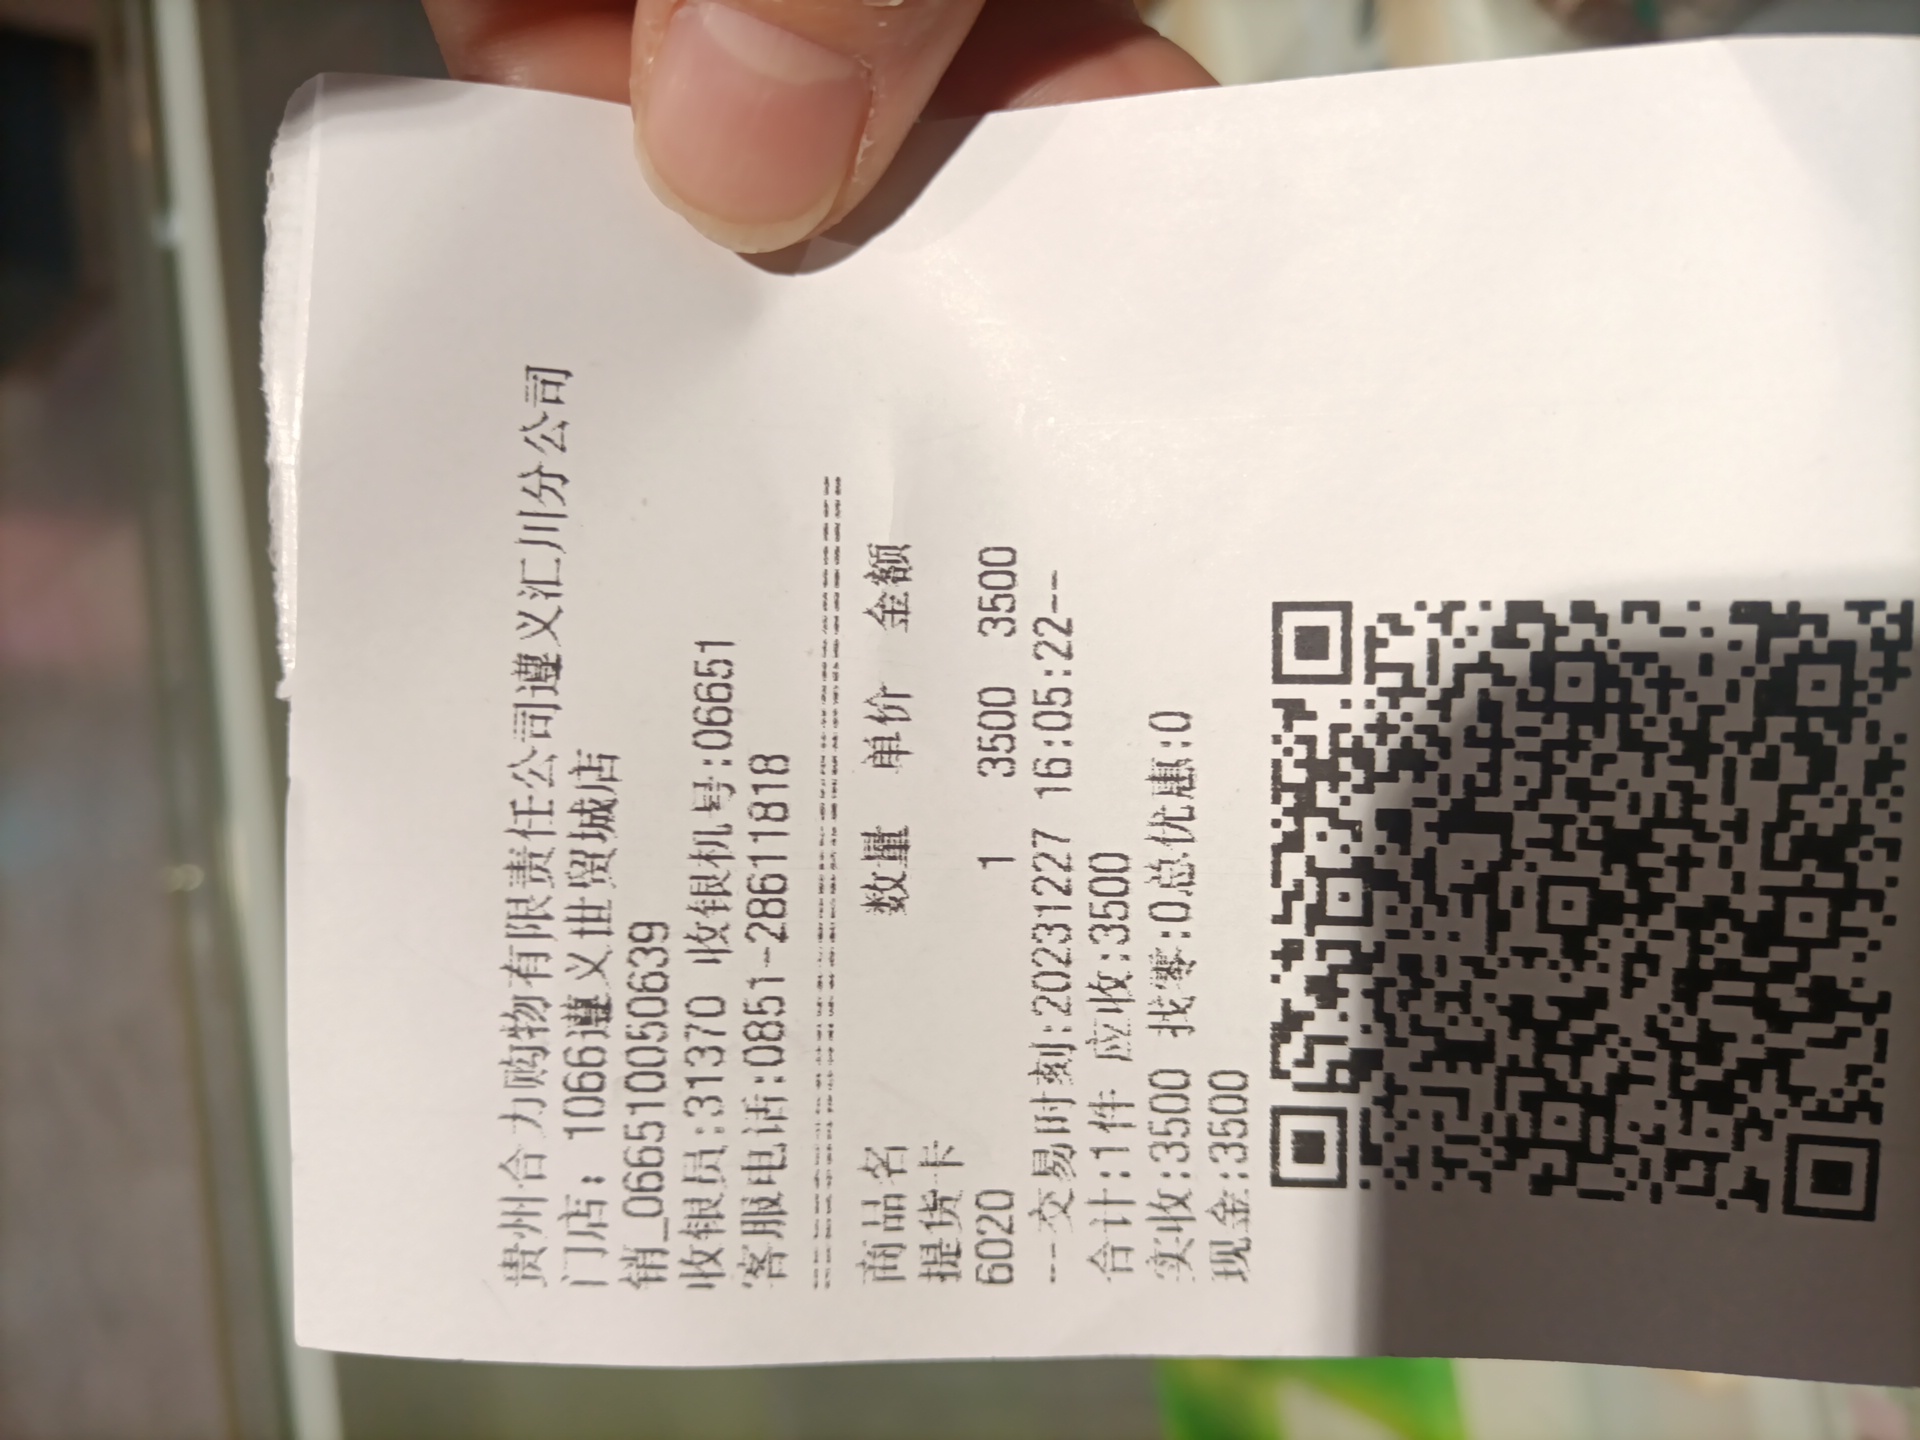 贵州合力购物有限责任公司遵义汇川分公司
门店：1066遵义世贸城店
销_066510050639
收银员:31370 收银机号:06651
客服电话:0851-28611818
========================================
商品名 数量 单价 金额
提货卡
6020 1 3500 3500
--交易时刻:20231227 16:05:22--
合计:1件 应收:3500
实收:3500 找零:0总优惠:0
现金:3500